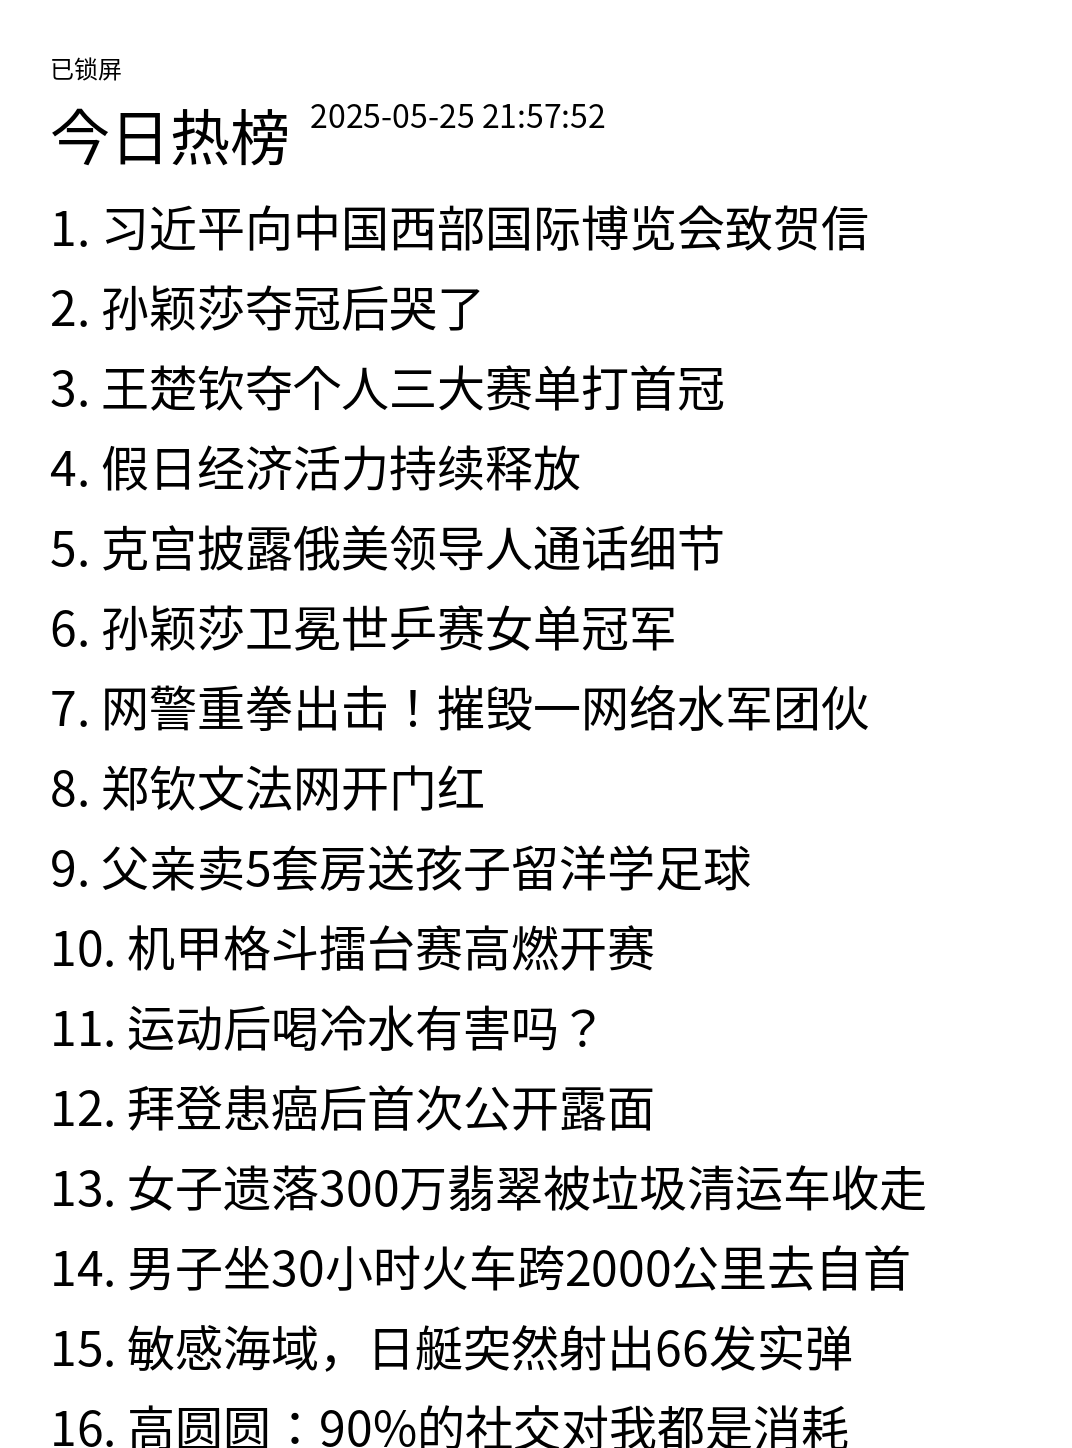 已锁屏
今日热榜 2025-05-25 21:57:52
1. 习近平向中国西部国际博览会致贺信
2. 孙颖莎夺冠后哭了
3. 王楚钦夺个人三大赛单打首冠
4. 假日经济活力持续释放
5. 克宫披露俄美领导人通话细节
6. 孙颖莎卫冕世乒赛女单冠军
7. 网警重拳出击！摧毁一网络水军团伙
8. 郑钦文法网开门红
9. 父亲卖5套房送孩子留洋学足球
10. 机甲格斗擂台赛高燃开赛
11. 运动后喝冷水有害吗？
12. 拜登患癌后首次公开露面
13. 女子遗落300万翡翠被垃圾清运车收走
14. 男子坐30小时火车跨2000公里去自首
15. 敏感海域，日艇突然射出66发实弹
16. 高圆圆：90%的社交对我都是消耗